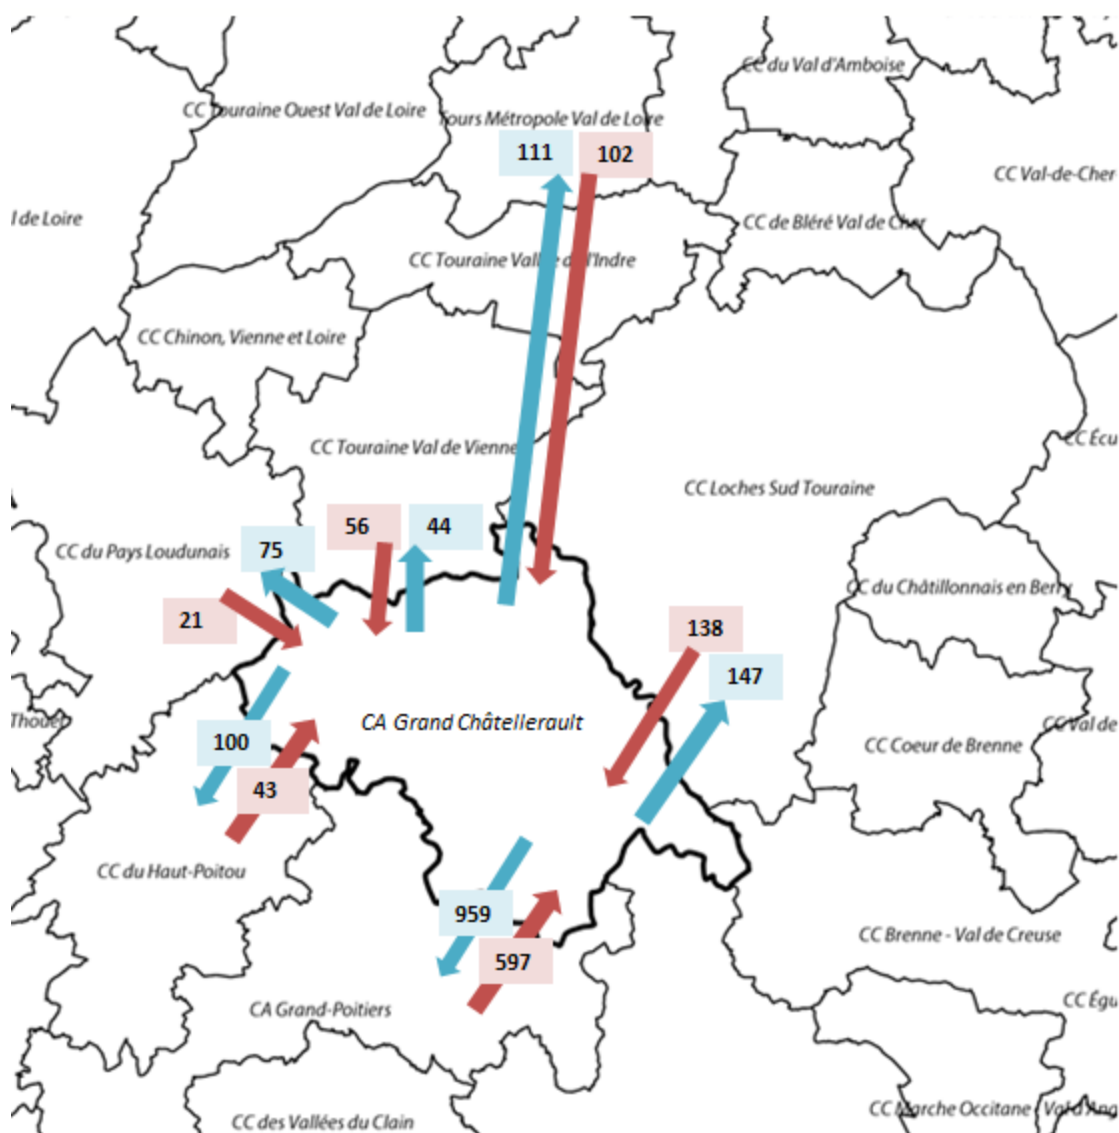 CC du Val d'Amboise
CC Touraine Ouest Val de Loire
Tours Métropole Val de Loire
111
102
CC Val-de-Cher
l de Loire
CC de Bléré Val de Cher
CC Touraine Vallée de l'Indre
CC Chinon, Vienne et Loire
CC Écu
CC Touraine Val de Vienne
CC Loches Sud Touraine
56
44
CC du Pays Loudunais
75
CC du Châtillonnais en Berry
21
138
147
Thouet
CA Grand Châtellerault
CC Val de
100
CC Coeur de Brenne
43
CC du Haut-Poitou
959
CC Brenne - Val de Creuse
597
CA Grand-Poitiers
CC Égu
CC des Vallées du Clain
CC Marche Occitane - Val d'Ang